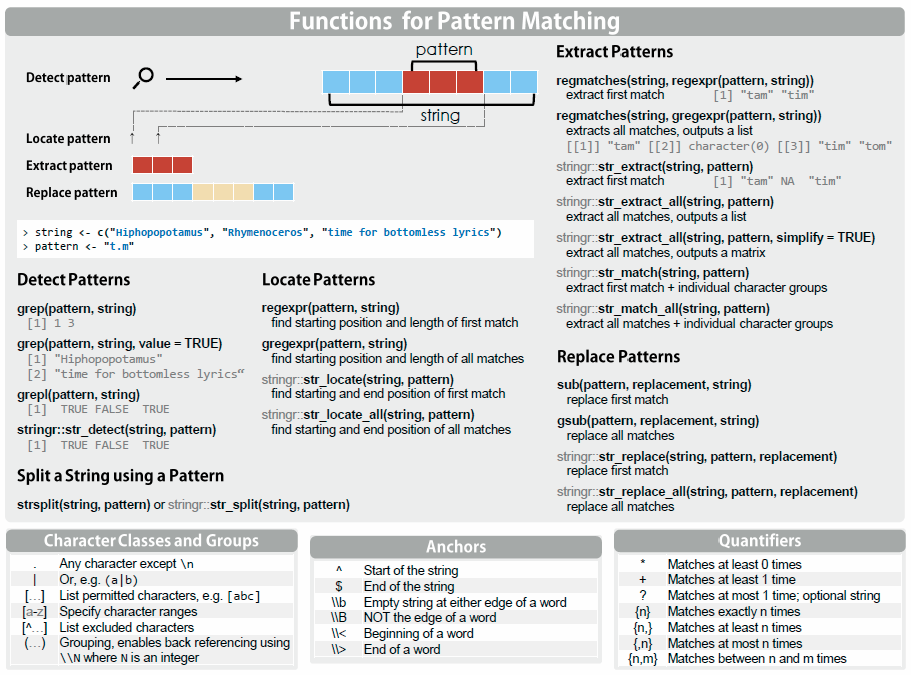 Functions for Pattern Matching
Detect pattern
pattern
string
Locate pattern
Extract pattern
Replace pattern
> string <- c("Hiphopopotamus", "Rhymenoceros", "time for bottomless lyrics")
> pattern <- "t.m"
Detect Patterns
grep(pattern, string)
[1] 1 3
grep(pattern, string, value = TRUE)
[1] "Hiphopopotamus"
[2] "time for bottomless lyrics“
grepl(pattern, string)
[1] TRUE FALSE TRUE
stringr::str_detect(string, pattern)
[1] TRUE FALSE TRUE
Split a String using a Pattern
strsplit(string, pattern) or stringr::str_split(string, pattern)
Locate Patterns
regexpr(pattern, string)
find starting position and length of first match
gregexpr(pattern, string)
find starting position and length of all matches
stringr::str_locate(string, pattern)
find starting and end position of first match
stringr::str_locate_all(string, pattern)
find starting and end position of all matches
Extract Patterns
regmatches(string, regexpr(pattern, string))
extract first match [1] "tam" "tim"
regmatches(string, gregexpr(pattern, string))
extracts all matches, outputs a list
[[1]] "tam" [[2]] character(0) [[3]] "tim" "tom"
stringr::str_extract(string, pattern)
extract first match [1] "tam" NA "tim"
stringr::str_extract_all(string, pattern)
extract all matches, outputs a list
stringr::str_extract_all(string, pattern, simplify = TRUE)
extract all matches, outputs a matrix
stringr::str_match(string, pattern)
extract first match + individual character groups
stringr::str_match_all(string, pattern)
extract all matches + individual character groups
Replace Patterns
sub(pattern, replacement, string)
replace first match
gsub(pattern, replacement, string)
replace all matches
stringr::str_replace(string, pattern, replacement)
replace first match
stringr::str_replace_all(string, pattern, replacement)
replace all matches
Character Classes and Groups
. Any character except \n
| Or, e.g. (a|b)
[…] List permitted characters, e.g. [abc]
[a-z] Specify character ranges
[^…] List excluded characters
(…) Grouping, enables back referencing using
\\N where N is an integer
Anchors
^ Start of the string
$ End of the string
\\b Empty string at either edge of a word
\\B NOT the edge of a word
\\< Beginning of a word
\\> End of a word
Quantifiers
* Matches at least 0 times
+ Matches at least 1 time
? Matches at most 1 time; optional string
{n} Matches exactly n times
{n,} Matches at least n times
{,n} Matches at most n times
{n,m} Matches between n and m times